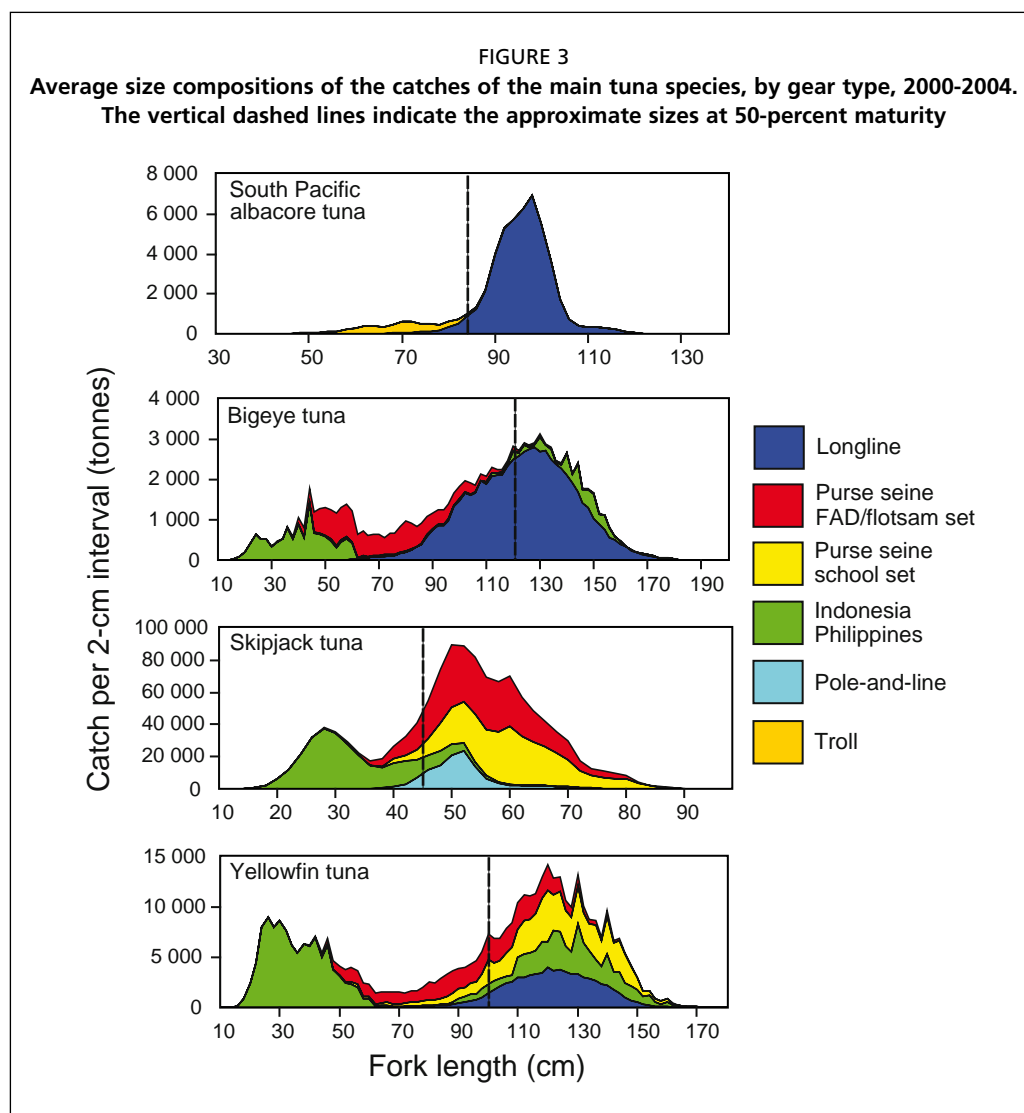 FIGURE 3
Average size compositions of the catches of the main tuna species, by gear type, 2000-2004.
The vertical dashed lines indicate the approximate sizes at 50-percent maturity
Catch per 2-cm interval (tonnes)
8 000
6 000
4 000
2 000
0
South Pacific
albacore tuna
30 50 70 90 110 130
4 000
3 000
2 000
1 000
0
Bigeye tuna
10 30 50 70 90 110 130 150 170 190
100 000
80 000
60 000
40 000
20 000
0
Skipjack tuna
10 20 30 40 50 60 70 80 90
15 000
10 000
5 000
0
Yellowfin tuna
10 30 50 70 90 110 130 150 170
Fork length (cm)
Longline
Purse seine
FAD/flotsam set
Purse seine
school set
Indonesia
Philippines
Pole-and-line
Troll